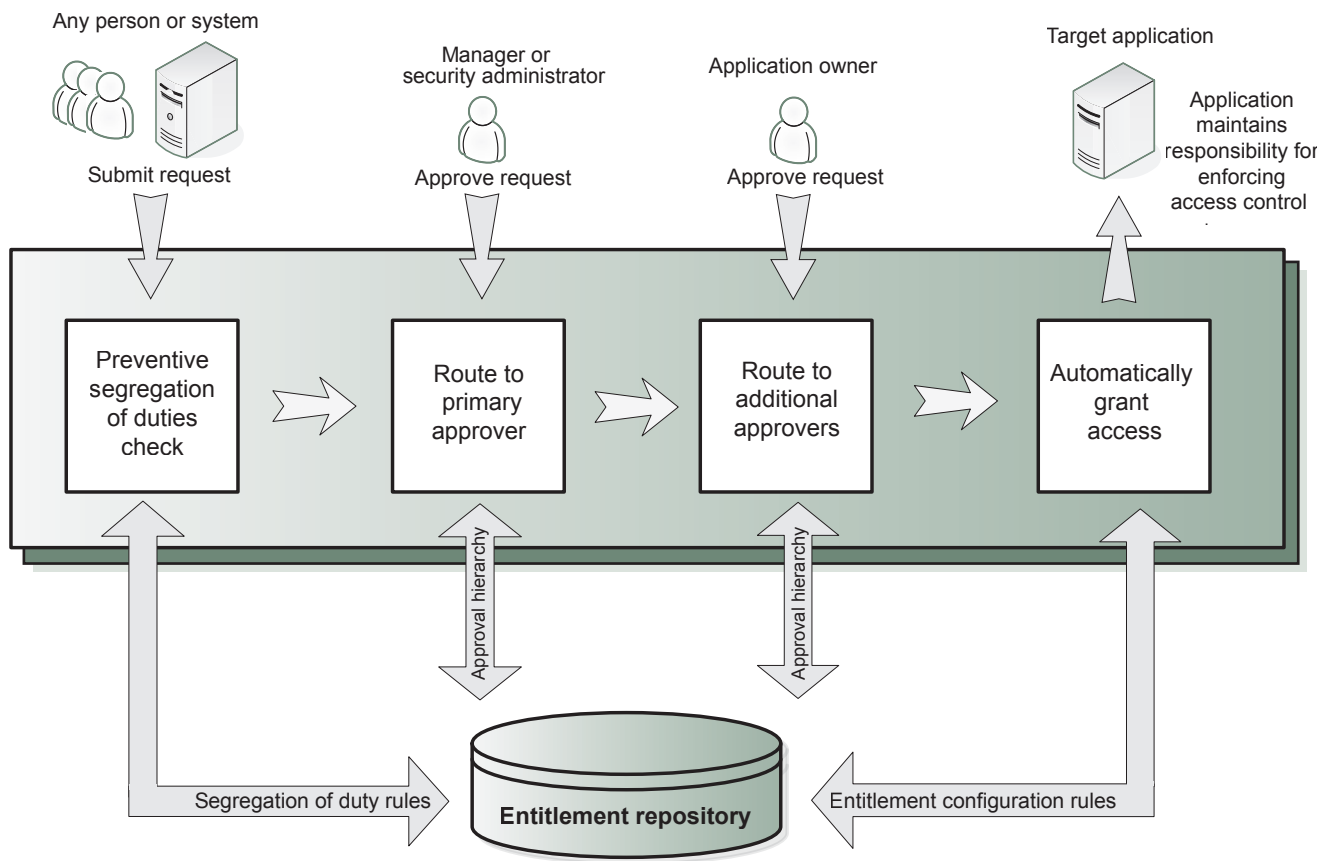 Any person or system
Submit request
Manager or
security administrator
Approve request
Application owner
Approve request
Target application
Application
maintains
responsibility for
enforcing
access control
.
Preventive
segregation
of duties
check
Route to
primary
approver
Route to
additional
approvers
Automatically
grant
access
Approval hierarchy
Approval hierarchy
Segregation of duty rules
Entitlement repository
Entitlement configuration rules